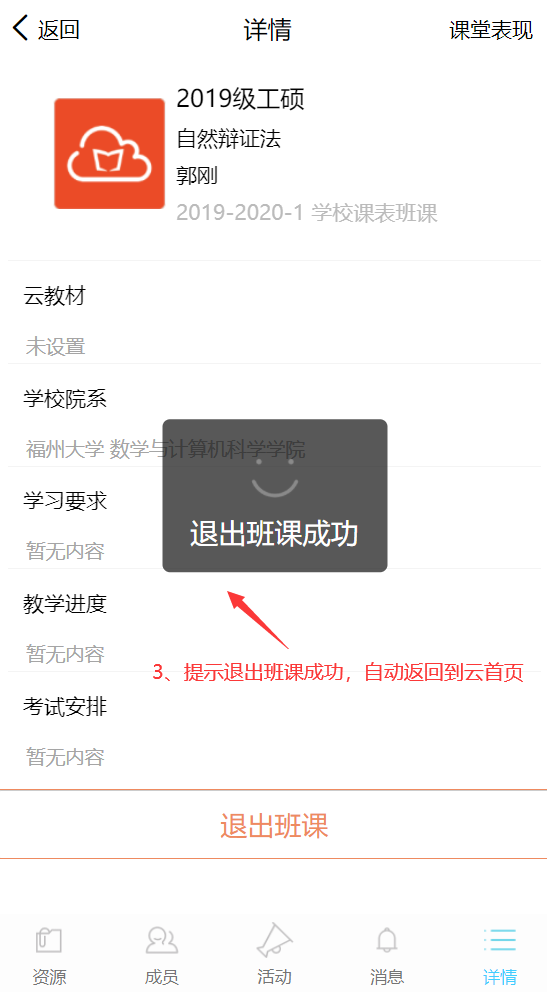 返回
详情
课堂表现
2019级工硕
自然辩证法
郭刚
2019-2020-1 学校课表班课
云教材
未设置
学校院系
福州大学 数学与计算机科学学院
学习要求
暂无内容
退出班课成功
教学进度
暂无内容
3、提示退出班课成功，自动返回到云首页
考试安排
暂无内容
退出班课
资源
成员
活动
消息
详情